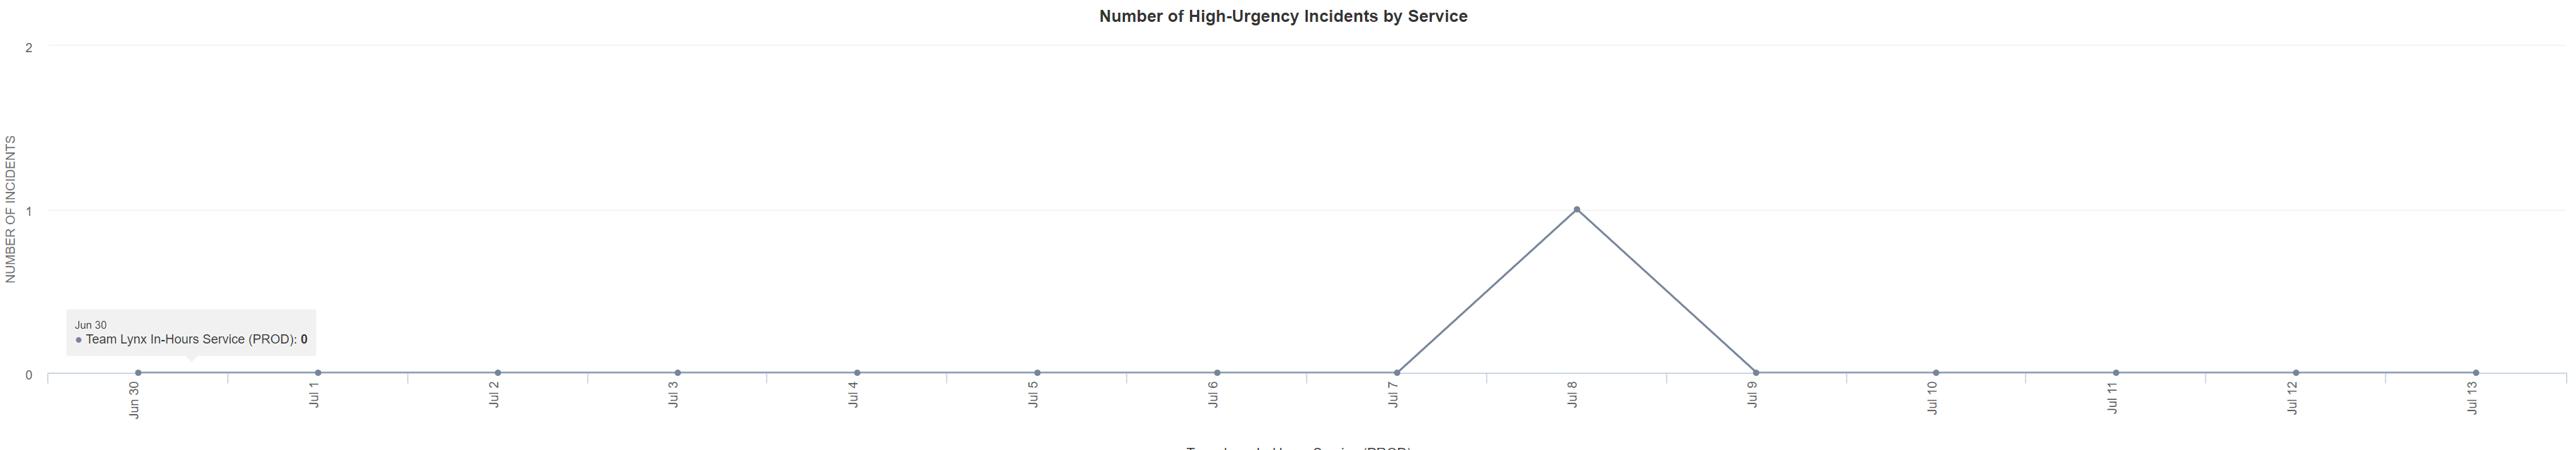 Number of High-Urgency Incidents by Service
NUMBER OF INCIDENTS
2
1
0
Jun 30
Team Lynx In-Hours Service (PROD): 0
Jun 30
Jul 1
Jul 2
Jul 3
Jul 4
Jul 5
Jul 6
Jul 7
Jul 8
Jul 9
Jul 10
Jul 11
Jul 12
Jul 13